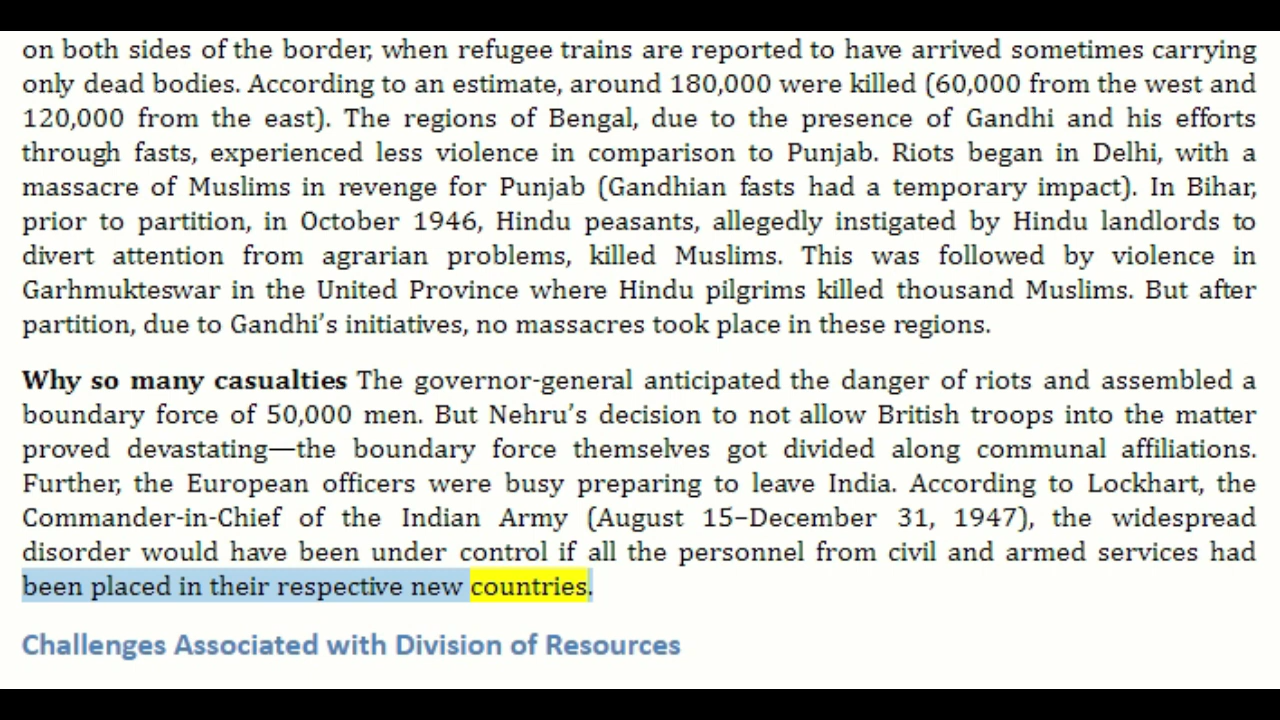 on both sides of the border, when refugee trains are reported to have arrived sometimes carrying
only dead bodies. According to an estimate, around 180,000 were killed (60,000 from the west and
120,000 from the east). The regions of Bengal, due to the presence of Gandhi and his efforts
through fasts, experienced less violence in comparison to Punjab. Riots began in Delhi, with a
massacre of Muslims in revenge for Punjab (Gandhian fasts had a temporary impact). In Bihar,
prior to partition, in October 1946, Hindu peasants, allegedly instigated by Hindu landlords to
divert attention from agrarian problems, killed Muslims. This was followed by violence in
Garhmukteswar in the United Province where Hindu pilgrims killed thousand Muslims. But after
partition, due to Gandhi’s initiatives, no massacres took place in these regions.
Why so many casualties The governor-general anticipated the danger of riots and assembled a
boundary force of 50,000 men. But Nehru’s decision to not allow British troops into the matter
proved devastating—the boundary force themselves got divided along communal affiliations.
Further, the European officers were busy preparing to leave India. According to Lockhart, the
Commander-in-Chief of the Indian Army (August 15–December 31, 1947), the widespread
disorder would have been under control if all the personnel from civil and armed services had
been placed in their respective new countries.
Challenges Associated with Division of Resources